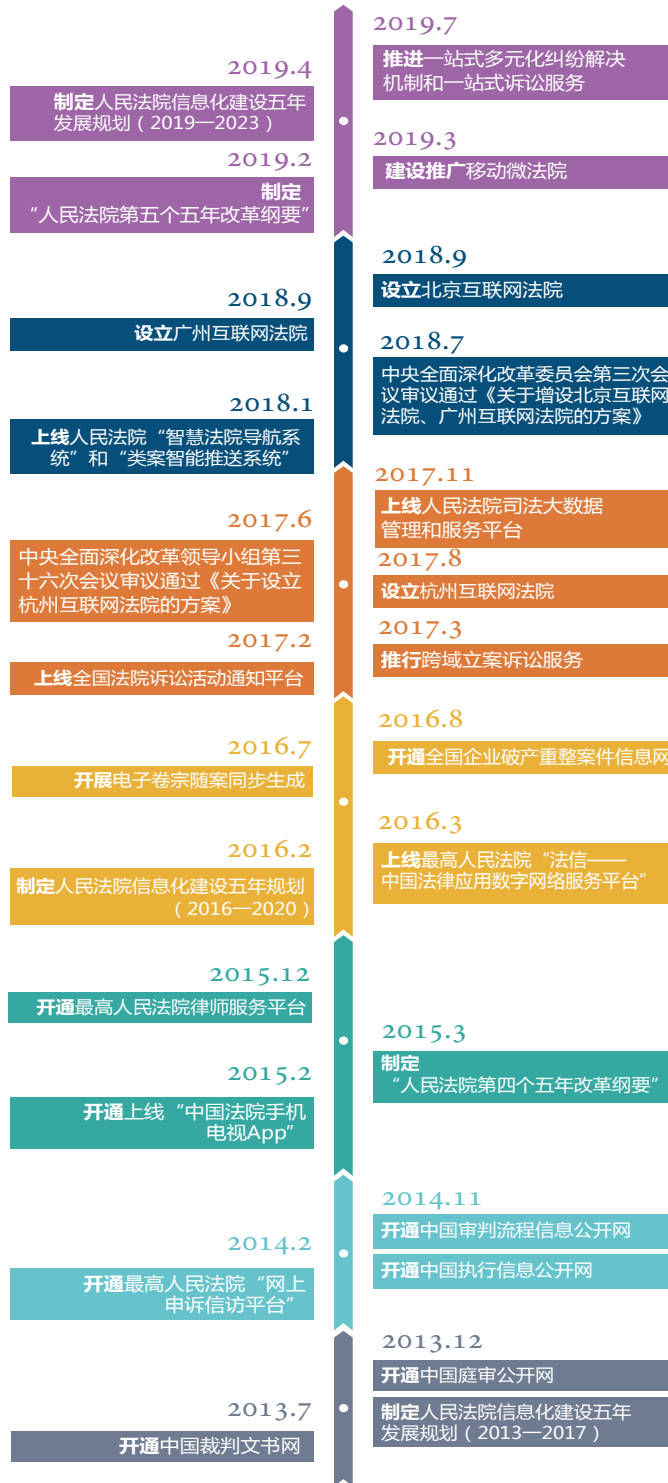 2019.7
推进一站式多元化纠纷解决
机制和一站式诉讼服务
2019.4
制定人民法院信息化建设五年
发展规划（2019—2023）
2019.3
建设推广移动微法院
2019.2
制定
“人民法院第五个五年改革纲要”
2018.9
设立北京互联网法院
2018.9
设立广州互联网法院
2018.7
中央全面深化改革委员会第三次会
议审议通过《关于增设北京互联网
法院、广州互联网法院的方案》
2018.1
上线人民法院“智慧法院导航系
统”和“类案智能推送系统”
2017.11
上线人民法院司法大数据
管理和服务平台
2017.8
设立杭州互联网法院
2017.6
中央全面深化改革领导小组第三
十六次会议审议通过《关于设立
杭州互联网法院的方案》
2017.3
推行跨域立案诉讼服务
2017.2
上线全国法院诉讼活动通知平台
2016.8
开通全国企业破产重整案件信息网
2016.7
开展电子卷宗随案同步生成
2016.3
上线最高人民法院“法信——
中国法律应用数字网络服务平台”
2016.2
制定人民法院信息化建设五年规划
（2016—2020）
2015.12
开通最高人民法院律师服务平台
2015.3
制定
“人民法院第四个五年改革纲要”
2015.2
开通上线“中国法院手机
电视App”
2014.11
开通中国审判流程信息公开网
开通中国执行信息公开网
2014.2
开通最高人民法院“网上
申诉信访平台”
2013.12
开通中国庭审公开网
制定人民法院信息化建设五年
发展规划（2013—2017）
2013.7
开通中国裁判文书网